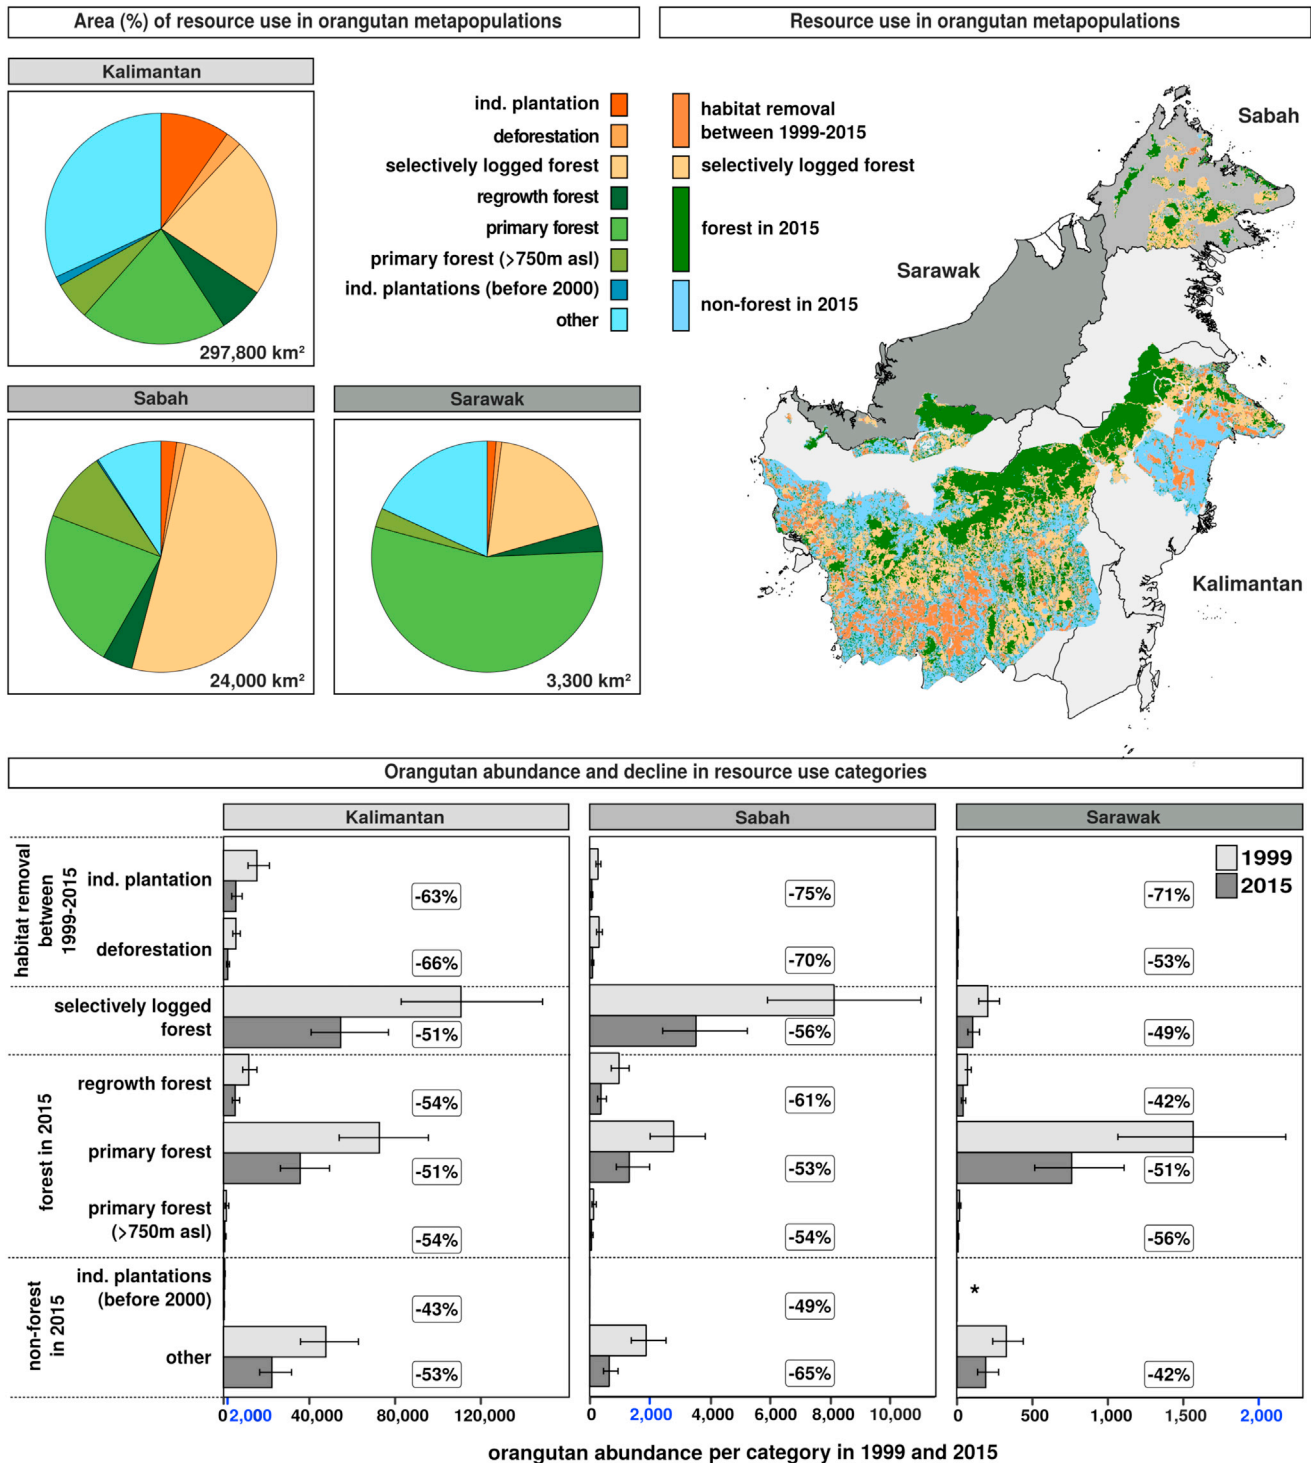 Area (%) of resource use in orangutan metapopulations
Resource use in orangutan metapopulations
Kalimantan
297,800 km²
ind. plantation
deforestation
selectively logged forest
regrowth forest
primary forest
primary forest (>750m asl)
ind. plantations (before 2000)
other
habitat removal
between 1999-2015
selectively logged forest
forest in 2015
non-forest in 2015
Sabah
Sarawak
Kalimantan
Sabah
24,000 km²
Sarawak
3,300 km²
Orangutan abundance and decline in resource use categories
Kalimantan
Sabah
Sarawak
1999
2015
habitat removal
between
1999-2015
ind. plantation
-63%
-75%
-71%
deforestation
-66%
-70%
-53%
selectively logged
forest
-51%
-56%
-49%
forest in 2015
regrowth forest
-54%
-61%
-42%
primary forest
-51%
-53%
-51%
primary forest
(>750m asl)
-54%
-54%
-56%
non-forest
in 2015
ind. plantations
(before 2000)
-43%
-49%
*
other
-53%
-65%
-42%
0 2,000 40,000 80,000 120,000
0 2,000 4,000 6,000 8,000 10,000
0 500 1,000 1,500 2,000
orangutan abundance per category in 1999 and 2015